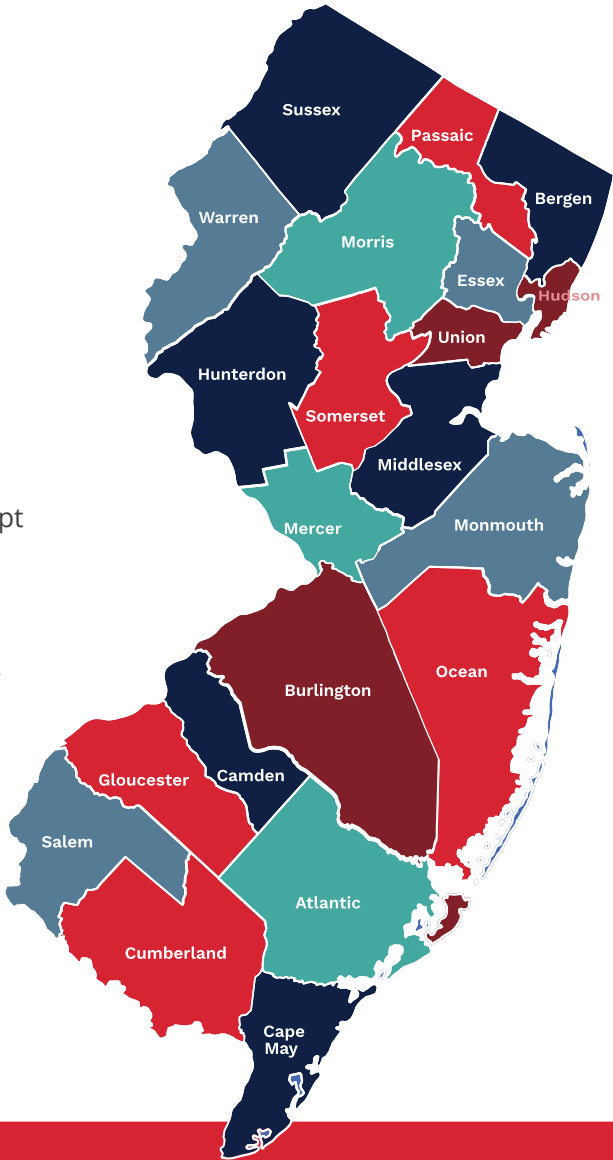 Sussex
Passaic
Bergen
Warren
Morris
Essex
Hudson
Union
Hunterdon
Somerset
Middlesex
pt
Mercer
Monmouth
Ocean
Burlington
Camden
Gloucester
Salem
Atlantic
Cumberland
Cape
May